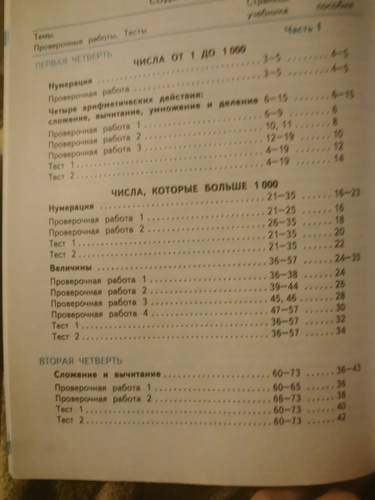 Темы.
Проверочные работы. Тесты
учебника пособия
Часть 1
ПЕРВАЯ ЧЕТВЕРТЬ
ЧИСЛА ОТ 1 ДО 1000
Нумерация 3—5 4—5
Проверочная работа 3—5 4—5
Четыре арифметических действия:
сложение, вычитание, умножение и деление 6—15 6—15
Проверочная работа 1 6—9 6
Проверочная работа 2 10, 11 8
Проверочная работа 3 12—19 10
Тест 1 4—19 12
Тест 2 4—19 14
ЧИСЛА, КОТОРЫЕ БОЛЬШЕ 1000
Нумерация 21—35 16—23
Проверочная работа 1 21—25 16
Проверочная работа 2 26—35 18
Тест 1 21—35 20
Тест 2 21—35 22
Величины 36—57 24—35
Проверочная работа 1 36—38 24
Проверочная работа 2 39—44 26
Проверочная работа 3 45, 46 28
Проверочная работа 4 47—57 30
Тест 1 36—57 32
Тест 2 36—57 34
ВТОРАЯ ЧЕТВЕРТЬ
Сложение и вычитание 60—73 36—43
Проверочная работа 1 60—65 36
Проверочная работа 2 66—73 38
Тест 1 60—73 40
Тест 2 60—73 42